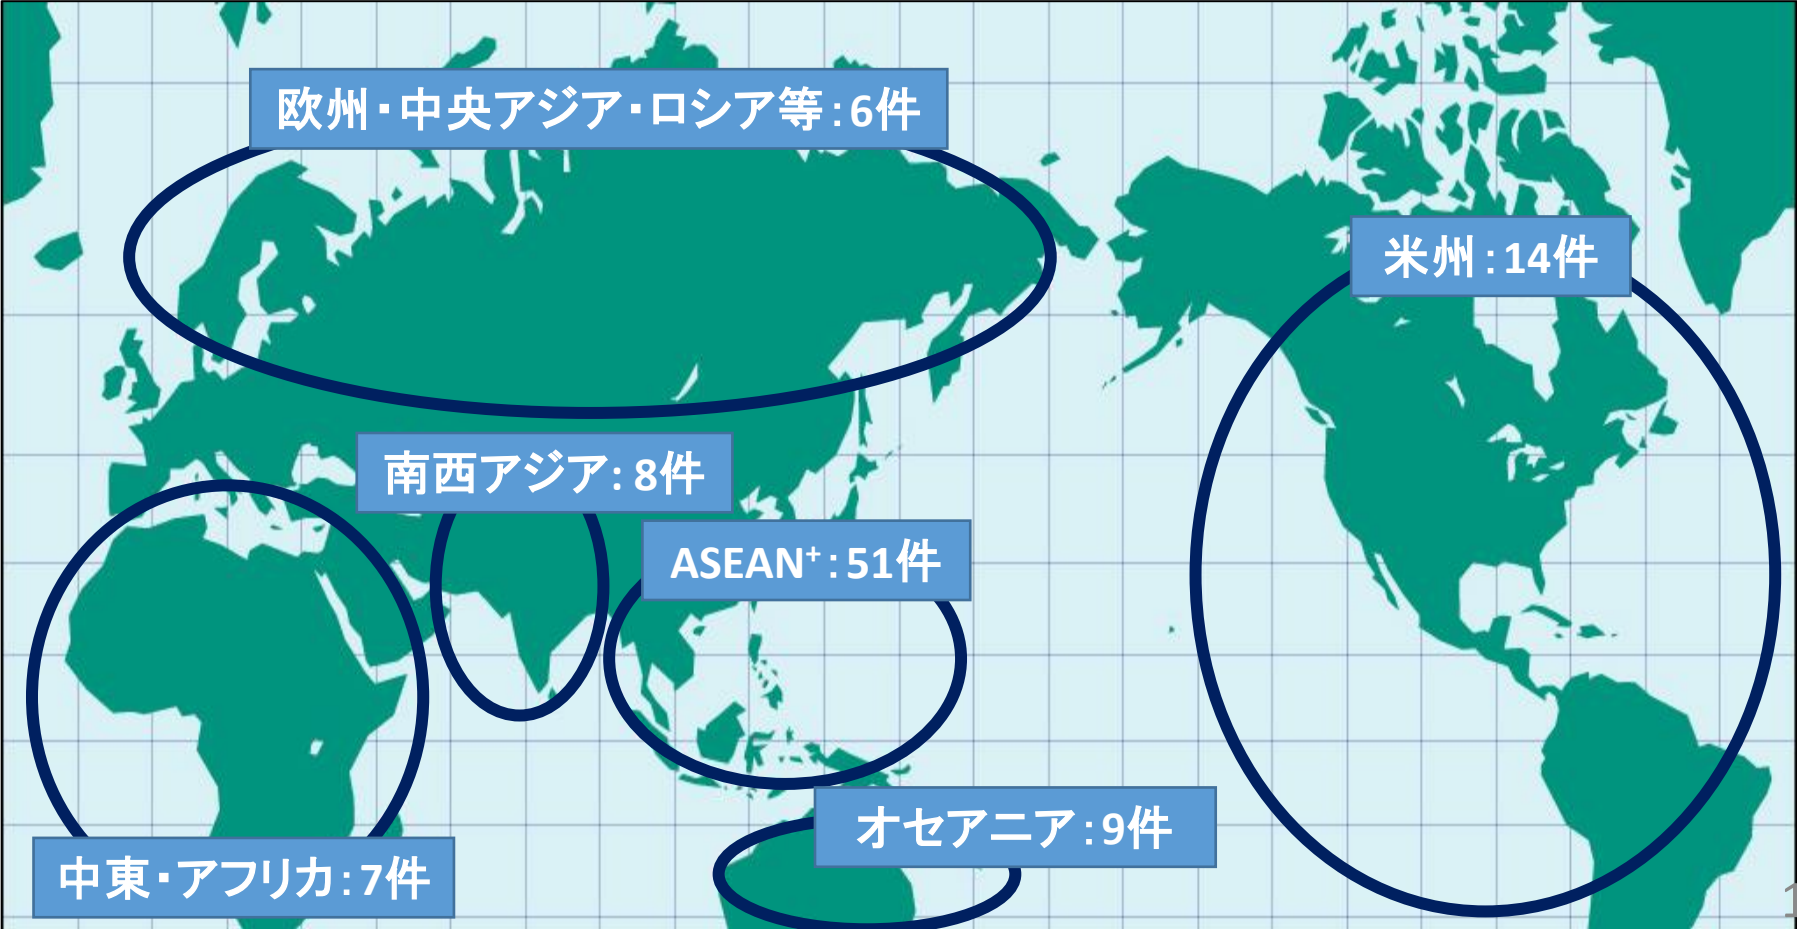 欧州・中央アジア・ロシア等：6件
米州：14件
南西アジア：8件
ASEAN⁺：51件
オセアニア：9件
中東・アフリカ：7件
1